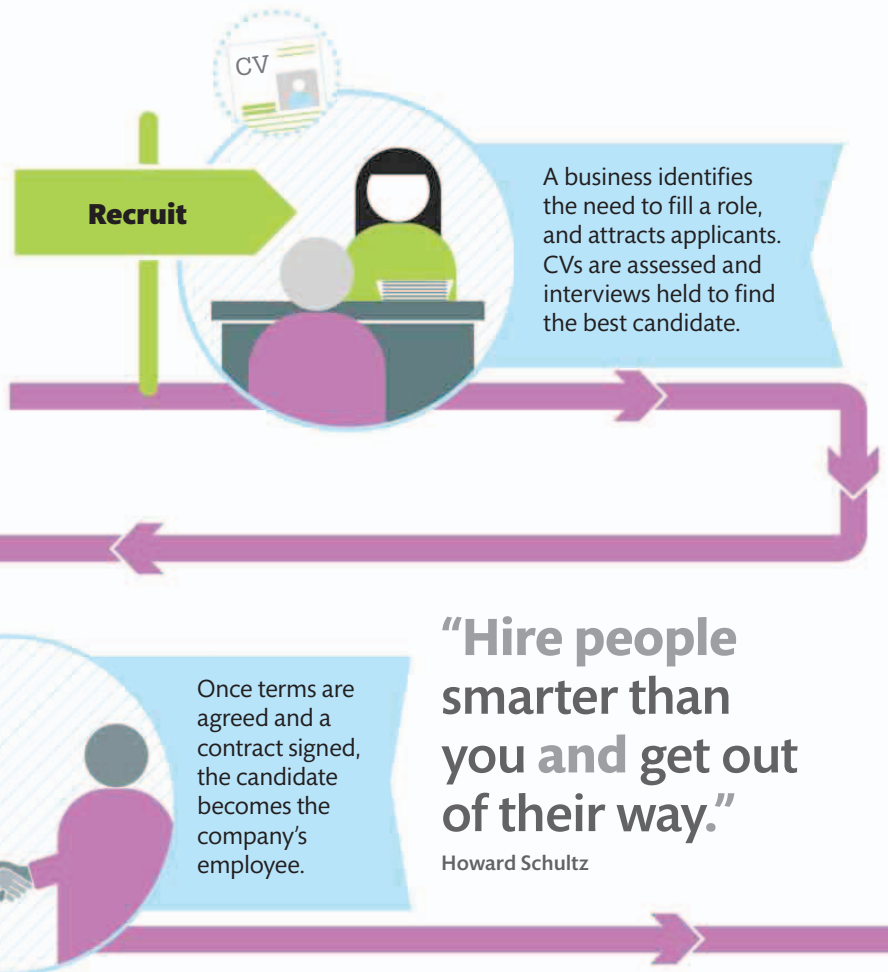 CV
Recruit
A business identifies
the need to fill a role,
and attracts applicants.
CVs are assessed and
interviews held to find
the best candidate.
Once terms are
agreed and a
contract signed,
the candidate
becomes the
company’s
employee.
“Hire people
smarter than
you and get out
of their way.”
Howard Schultz